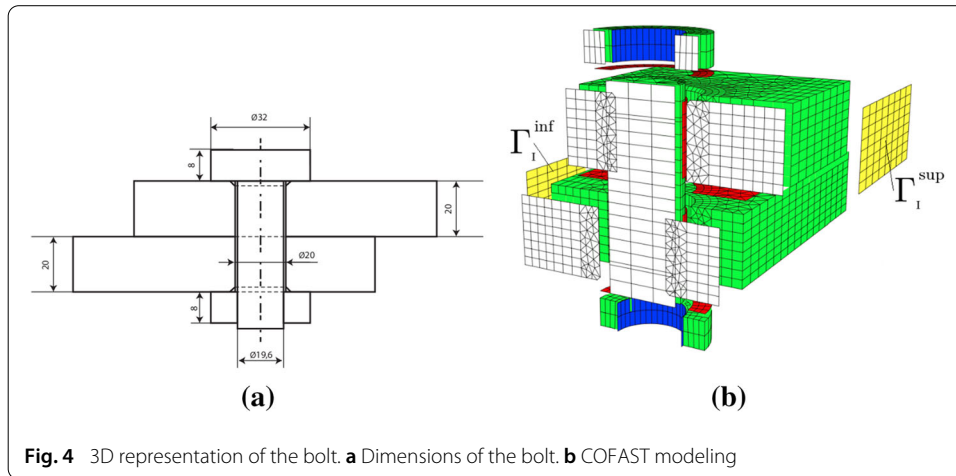 Ø32
8
20
20
Ø20
8
Ø19,6
(a)
Γ_I^inf
Γ_I^sup
(b)
Fig. 4 3D representation of the bolt. a Dimensions of the bolt. b COFAST modeling